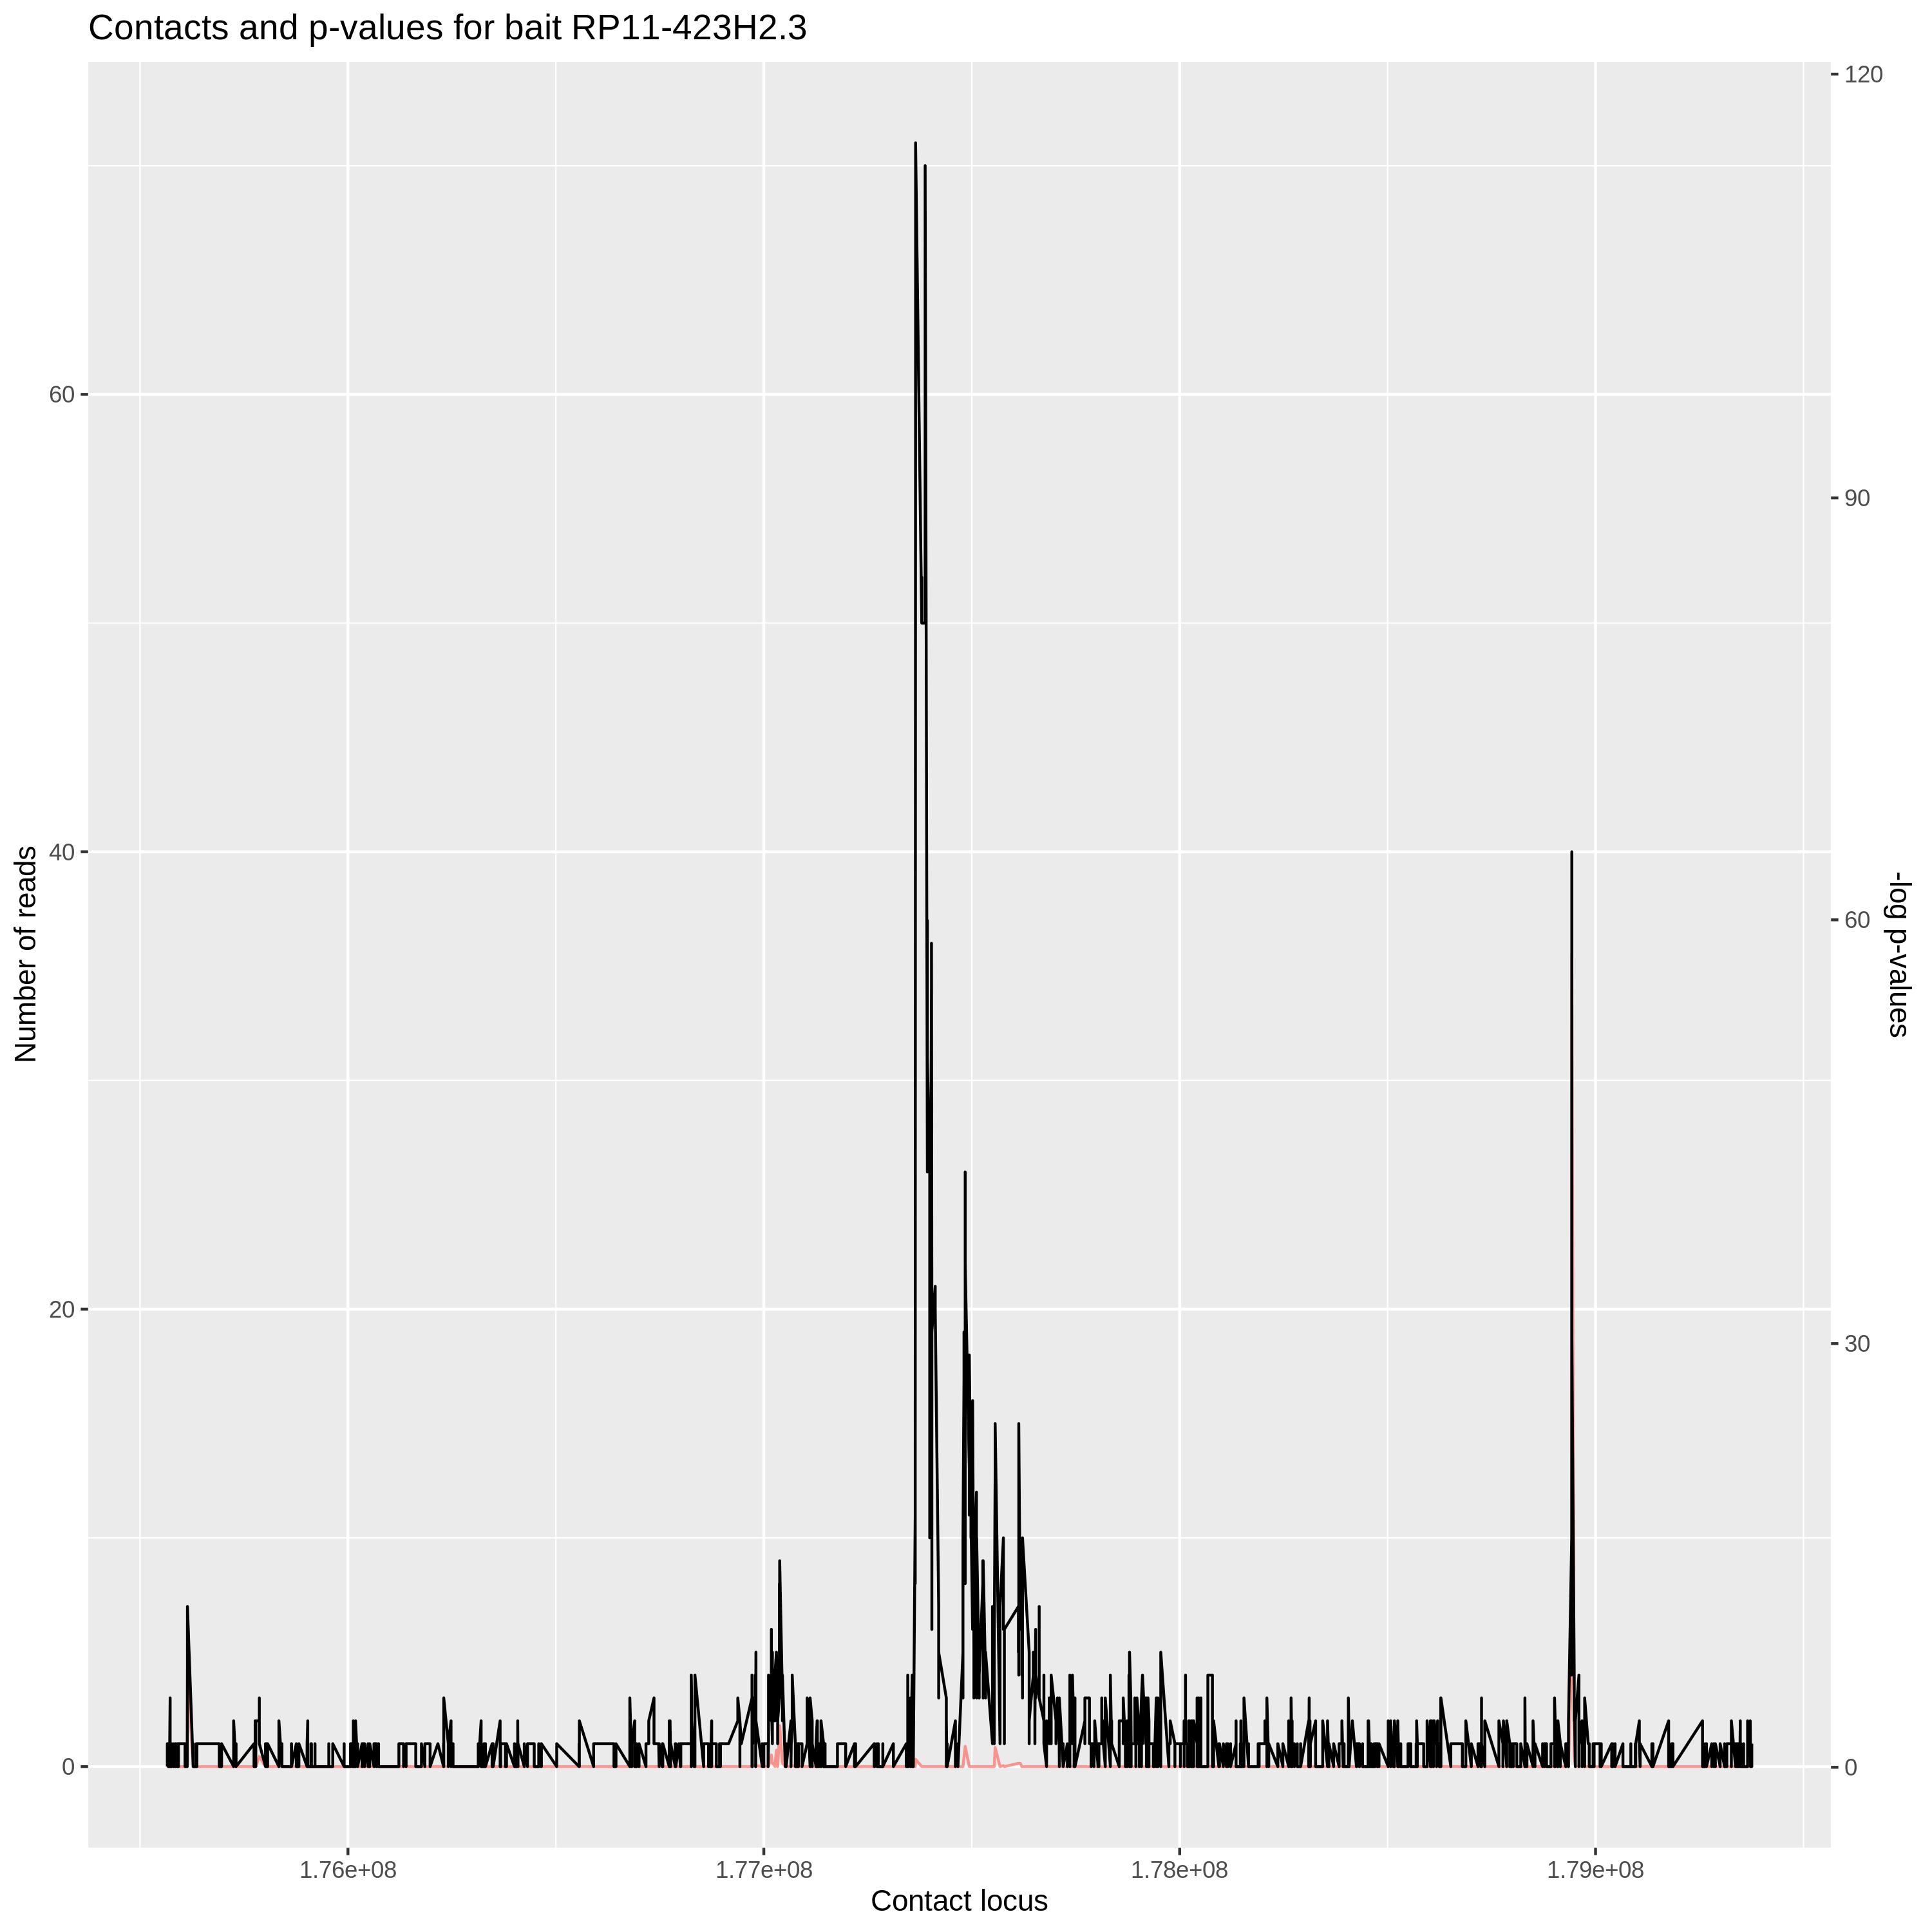 Contacts and p-values for bait RP11-423H2.3
Number of reads
60
40
20
0
120
90
60
30
0
-log p-values
1.76e+08
1.77e+08
1.78e+08
1.79e+08
Contact locus